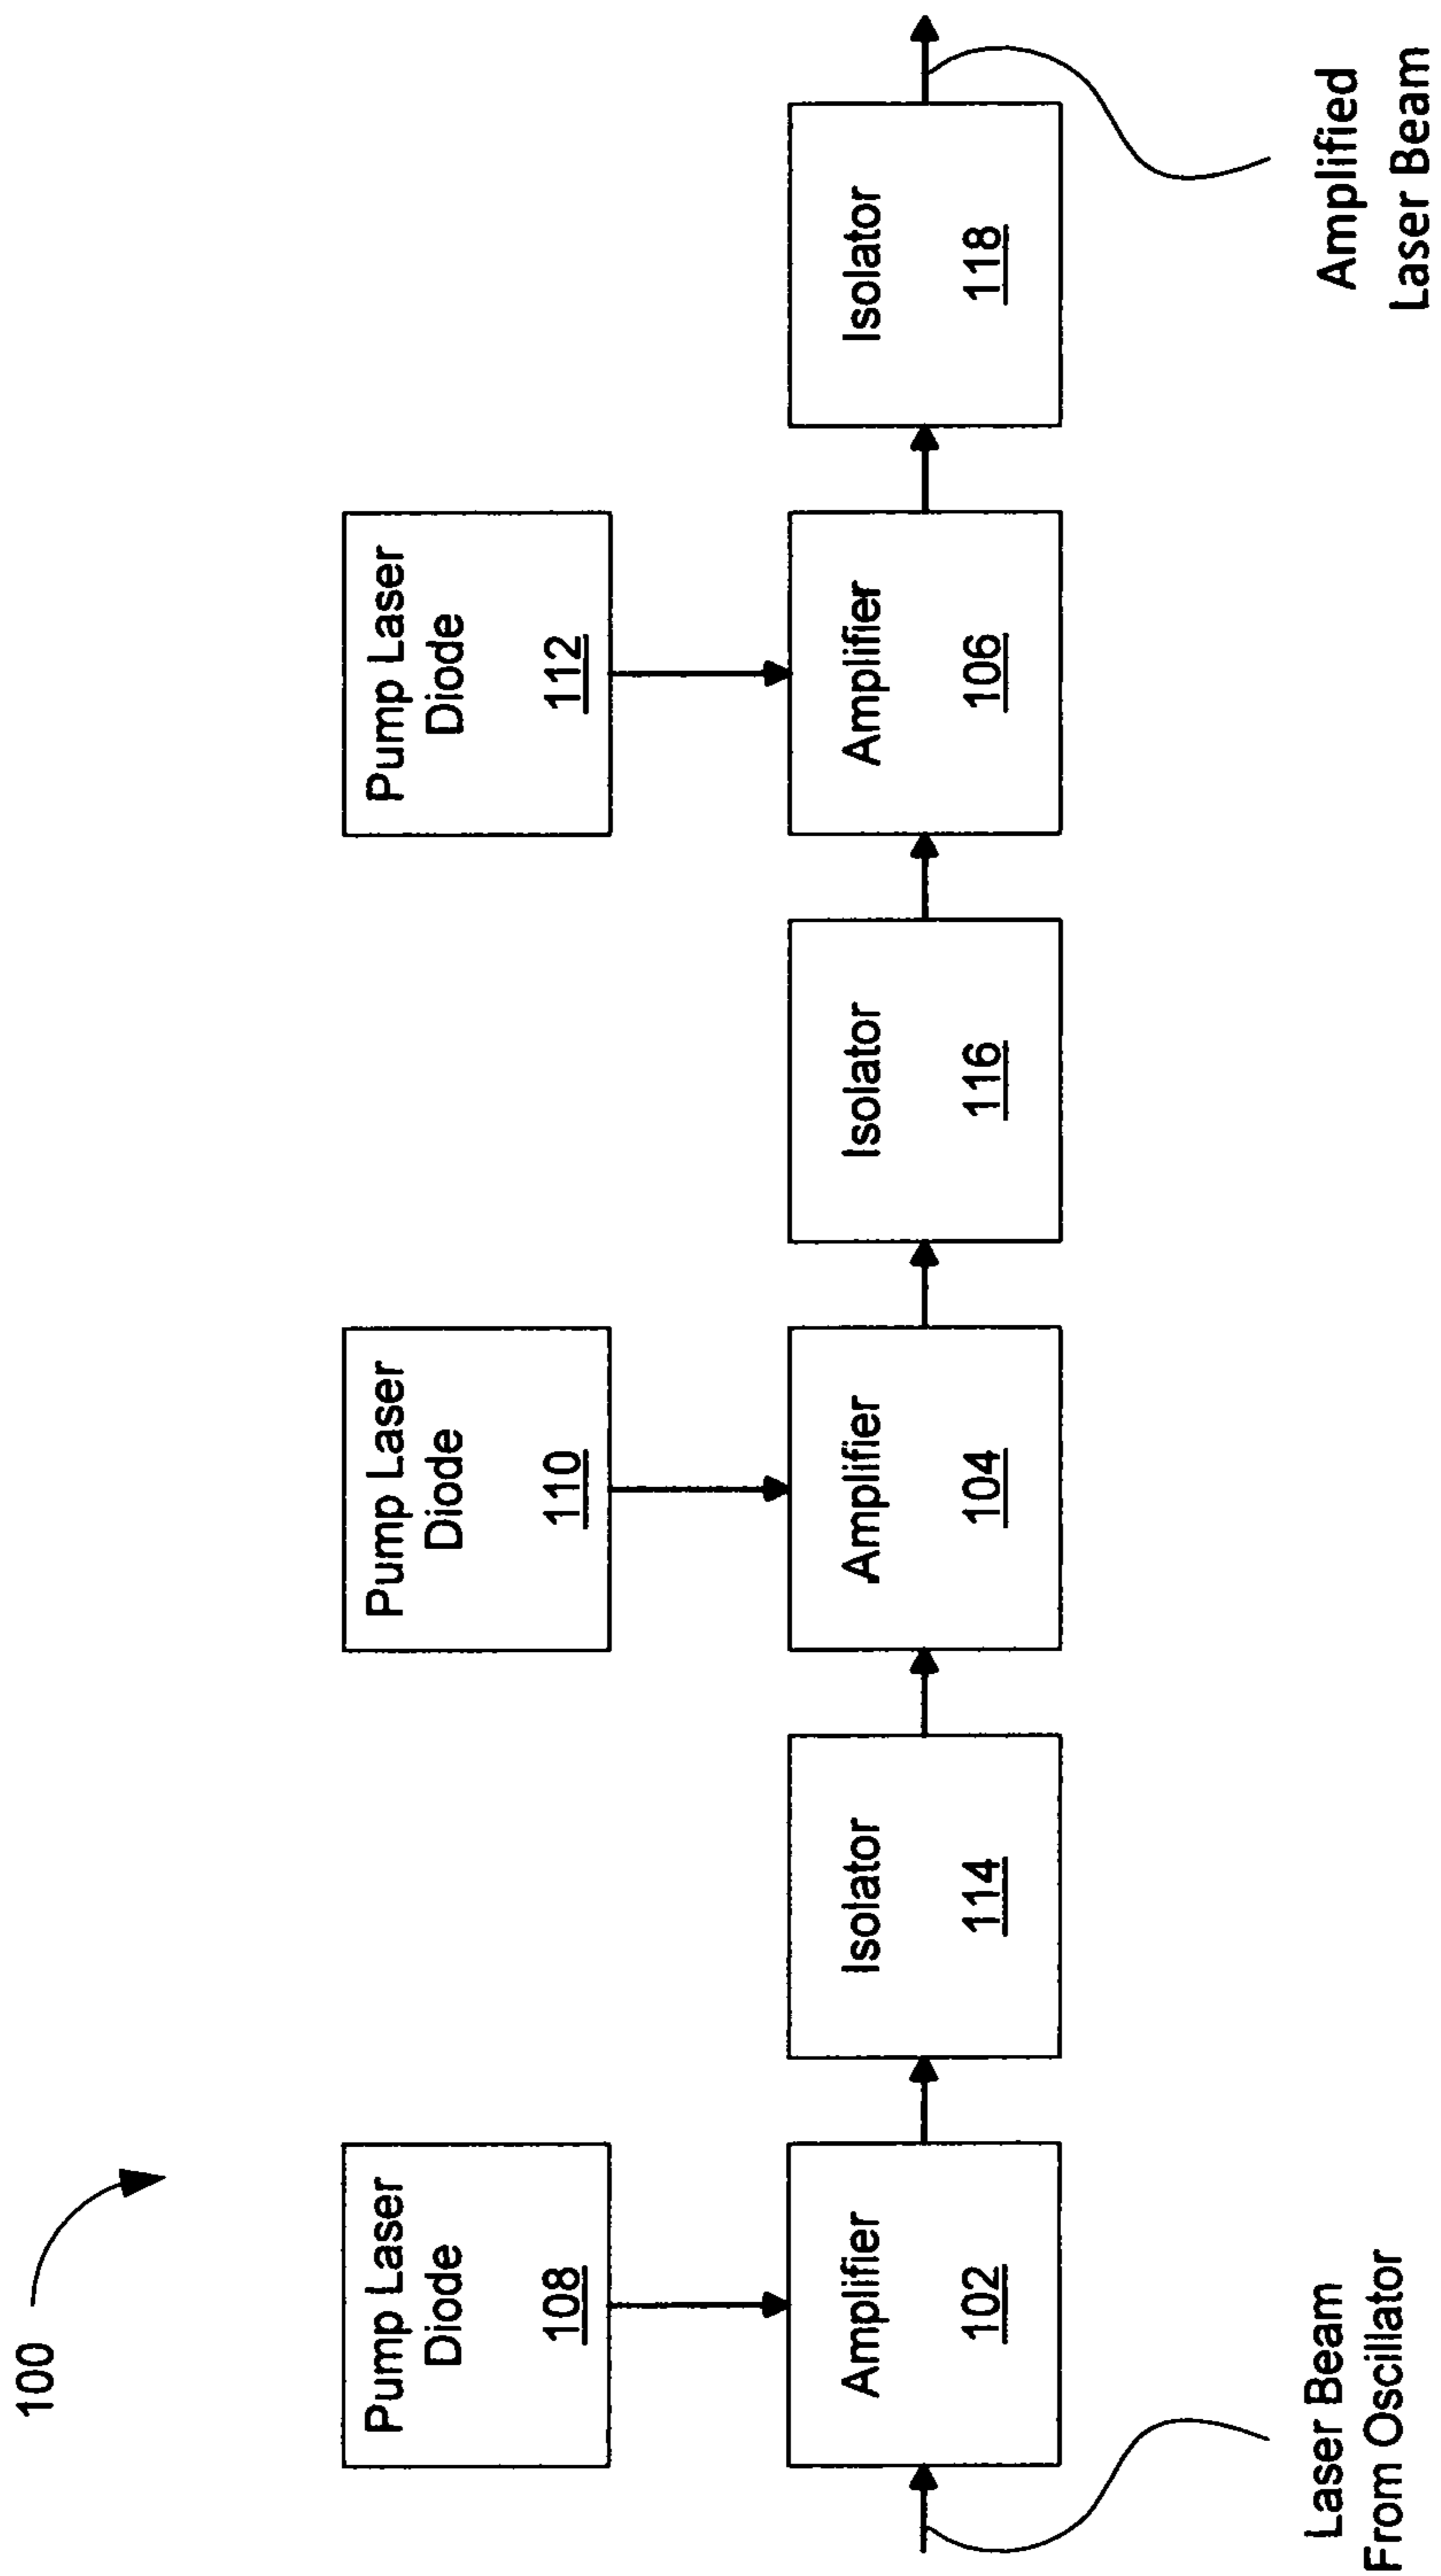 100
Pump Laser
Diode
108
Pump Laser
Diode
110
Pump Laser
Diode
112
Amplifier
102
Isolator
114
Amplifier
104
Isolator
116
Amplifier
106
Isolator
118
Laser Beam
From Oscillator
Amplified
Laser Beam